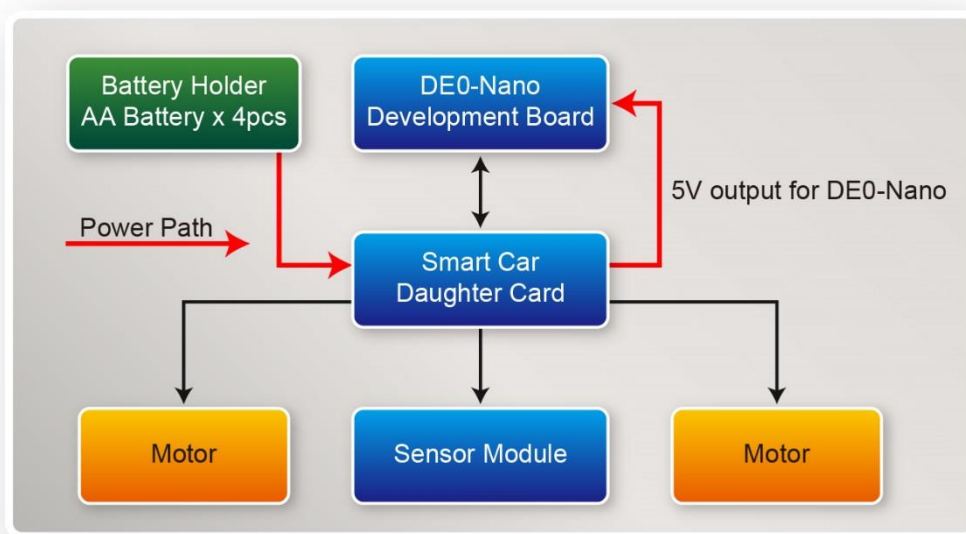 Battery Holder
AA Battery x 4pcs
DE0-Nano
Development Board
5V output for DE0-Nano
Power Path
Smart Car
Daughter Card
Motor
Sensor Module
Motor